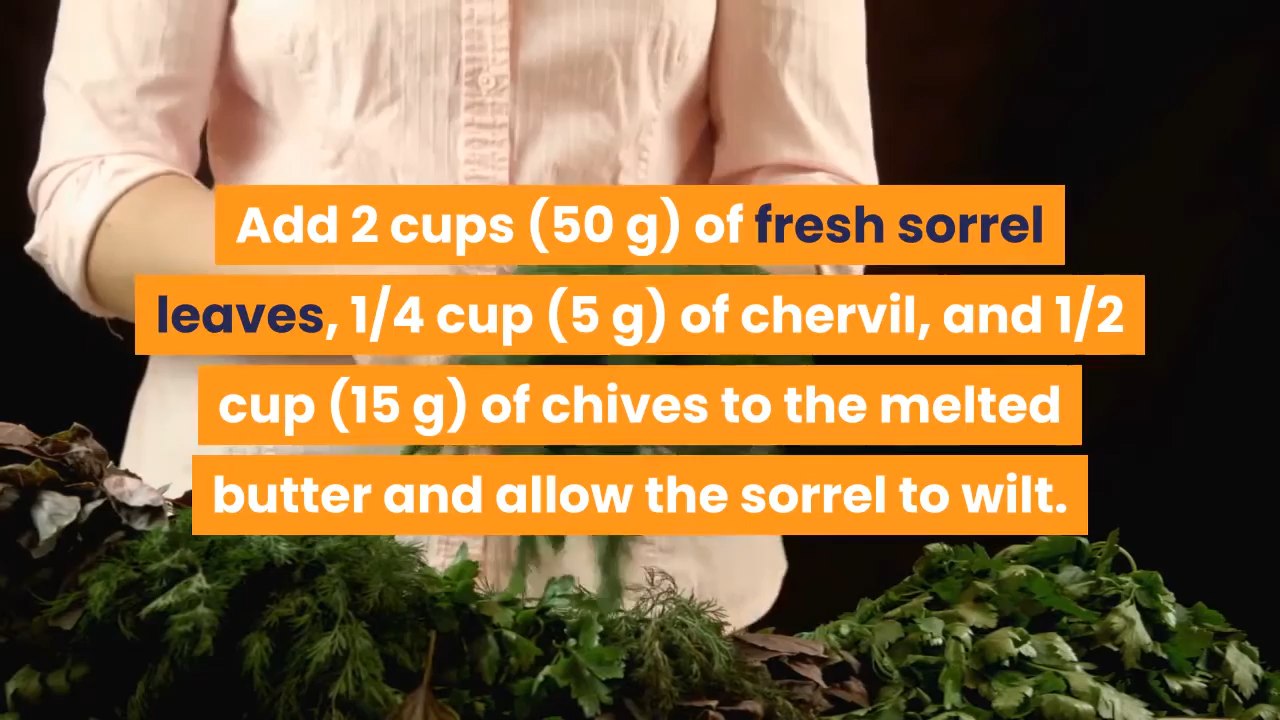 Add 2 cups (50 g) of fresh sorrel
leaves, 1/4 cup (5 g) of chervil, and 1/2
cup (15 g) of chives to the melted
butter and allow the sorrel to wilt.